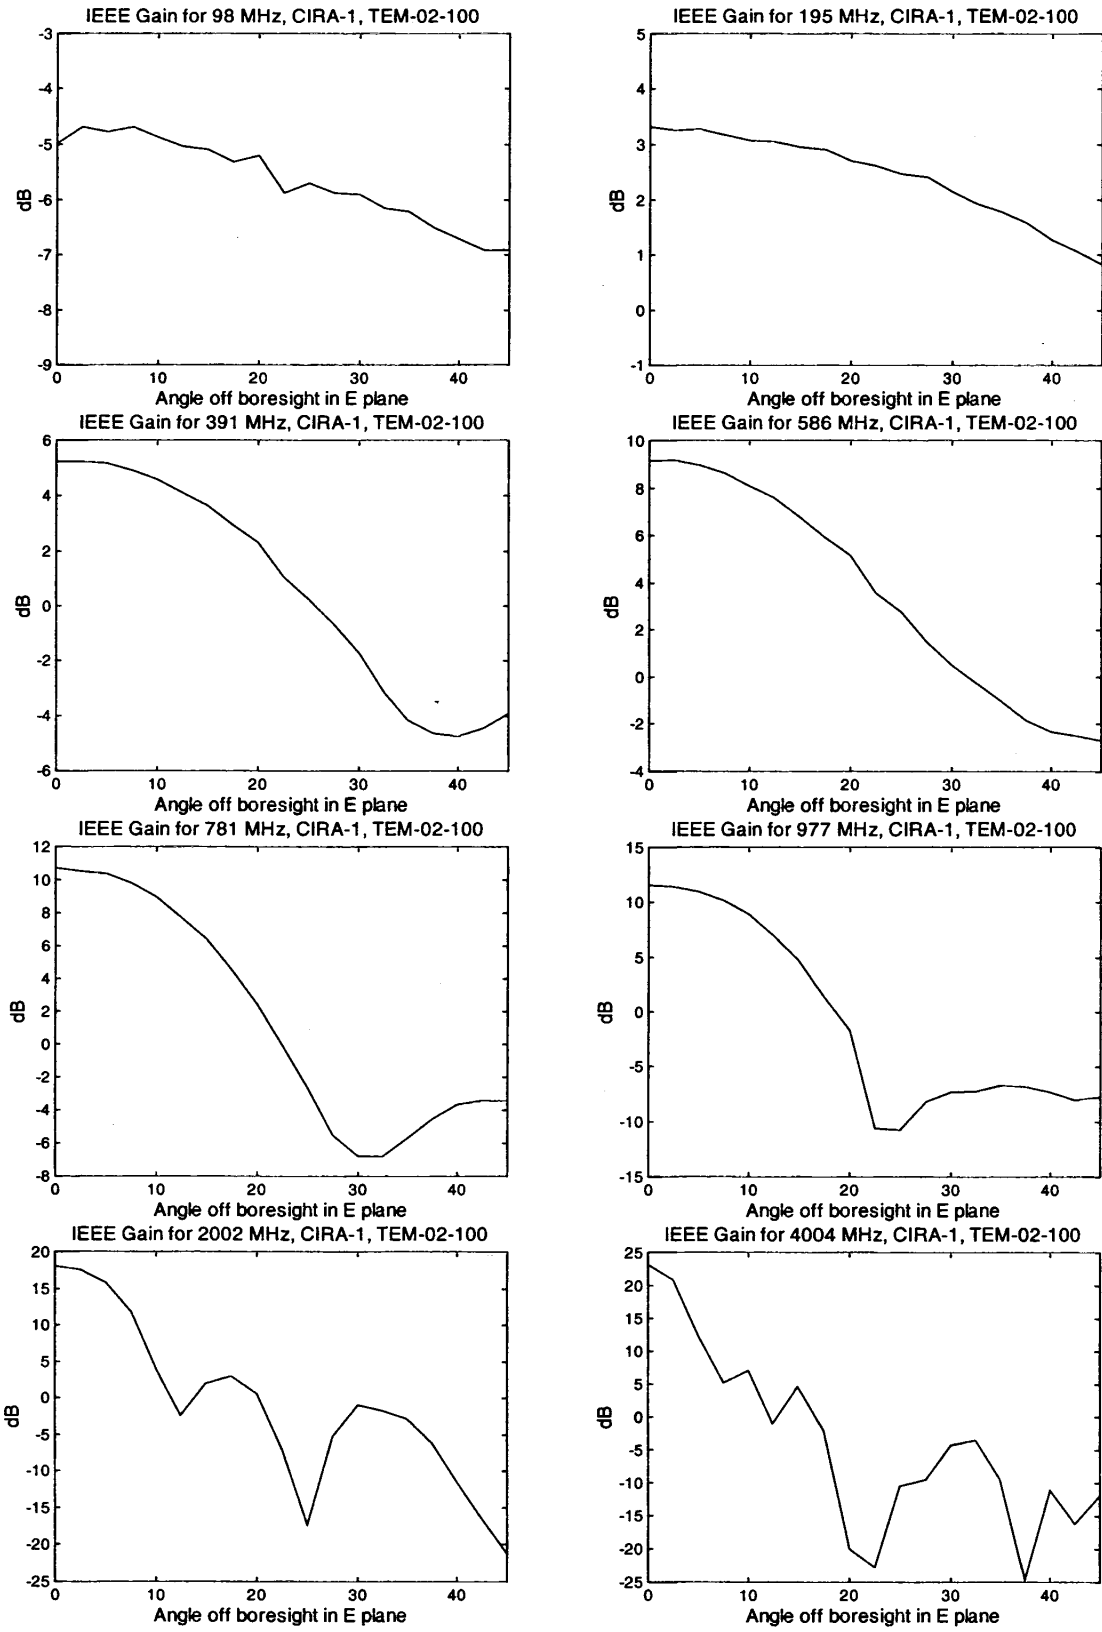 IEEE Gain for 98 MHz, CIRA-1, TEM-02-100
-3
-4
-5
-6
-7
-8
-9
dB
0 10 20 30 40
Angle off boresight in E plane
IEEE Gain for 195 MHz, CIRA-1, TEM-02-100
5
4
3
2
1
0
-1
dB
0 10 20 30 40
Angle off boresight in E plane
IEEE Gain for 391 MHz, CIRA-1, TEM-02-100
6
4
2
0
-2
-4
-6
dB
0 10 20 30 40
Angle off boresight in E plane
IEEE Gain for 586 MHz, CIRA-1, TEM-02-100
10
8
6
4
2
0
-2
-4
dB
0 10 20 30 40
Angle off boresight in E plane
IEEE Gain for 781 MHz, CIRA-1, TEM-02-100
12
10
8
6
4
2
0
-2
-4
-6
-8
dB
0 10 20 30 40
Angle off boresight in E plane
IEEE Gain for 977 MHz, CIRA-1, TEM-02-100
15
10
5
0
-5
-10
-15
dB
0 10 20 30 40
Angle off boresight in E plane
IEEE Gain for 2002 MHz, CIRA-1, TEM-02-100
20
15
10
5
0
-5
-10
-15
-20
-25
dB
0 10 20 30 40
Angle off boresight in E plane
IEEE Gain for 4004 MHz, CIRA-1, TEM-02-100
25
20
15
10
5
0
-5
-10
-15
-20
-25
dB
0 10 20 30 40
Angle off boresight in E plane